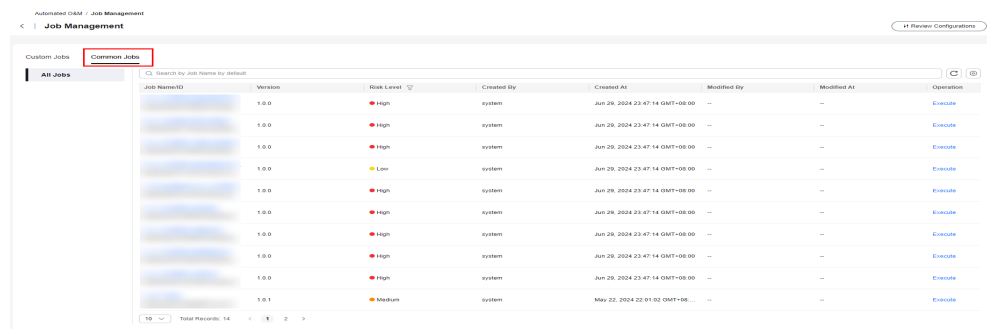 Automated O&M / Job Management
< | Job Management
Review Configurations
Custom Jobs Common Jobs
All Jobs
Search by Job Name by default
Job Name/ID Version Risk Level Created By Created At Modified By Modified At Operation
1.0.0 High system Jun 29, 2024 23:47:14 GMT+08:00 -- -- Execute
1.0.0 High system Jun 29, 2024 23:47:14 GMT+08:00 -- -- Execute
1.0.0 High system Jun 29, 2024 23:47:14 GMT+08:00 -- -- Execute
1.0.0 Low system Jun 29, 2024 23:47:14 GMT+08:00 -- -- Execute
1.0.0 High system Jun 29, 2024 23:47:14 GMT+08:00 -- -- Execute
1.0.0 High system Jun 29, 2024 23:47:14 GMT+08:00 -- -- Execute
1.0.0 High system Jun 29, 2024 23:47:14 GMT+08:00 -- -- Execute
1.0.0 High system Jun 29, 2024 23:47:14 GMT+08:00 -- -- Execute
1.0.0 High system Jun 29, 2024 23:47:14 GMT+08:00 -- -- Execute
1.0.1 Medium system May 22, 2024 22:01:02 GMT+08:... -- -- Execute
10 Total Records: 14 < 1 2 >